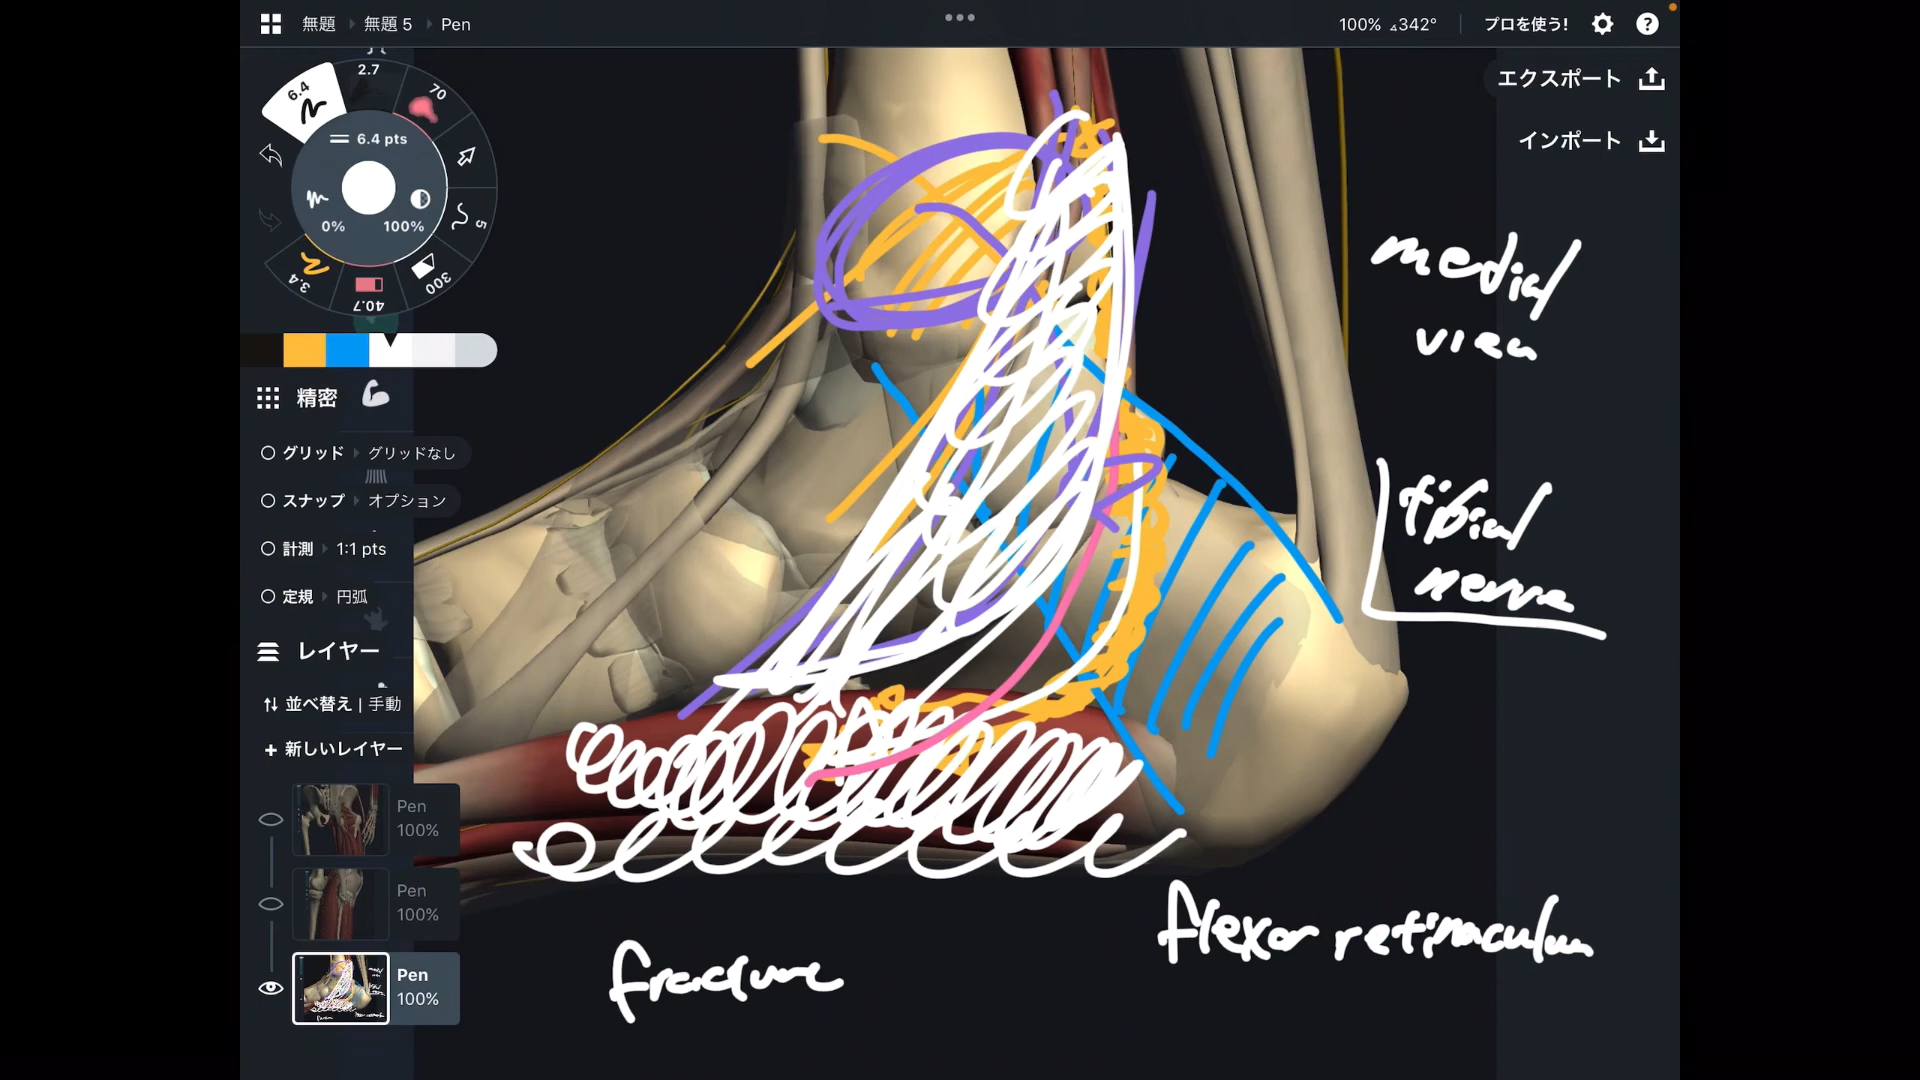 無題 無題 5 Pen
100% ⊿342° プロを使う! ?
エクスポート
インポート
2.7
6.4
70
6.4 pts
0% 100%
5
3.4
40.7
300
精密
グリッド グリッドなし
スナップ オプション
計測 1:1 pts
定規 円弧
レイヤー
並べ替え | 手動
+ 新しいレイヤー
Pen
100%
Pen
100%
Pen
100%
medial
view
tibial
nerve
flexor retinaculum
fracture